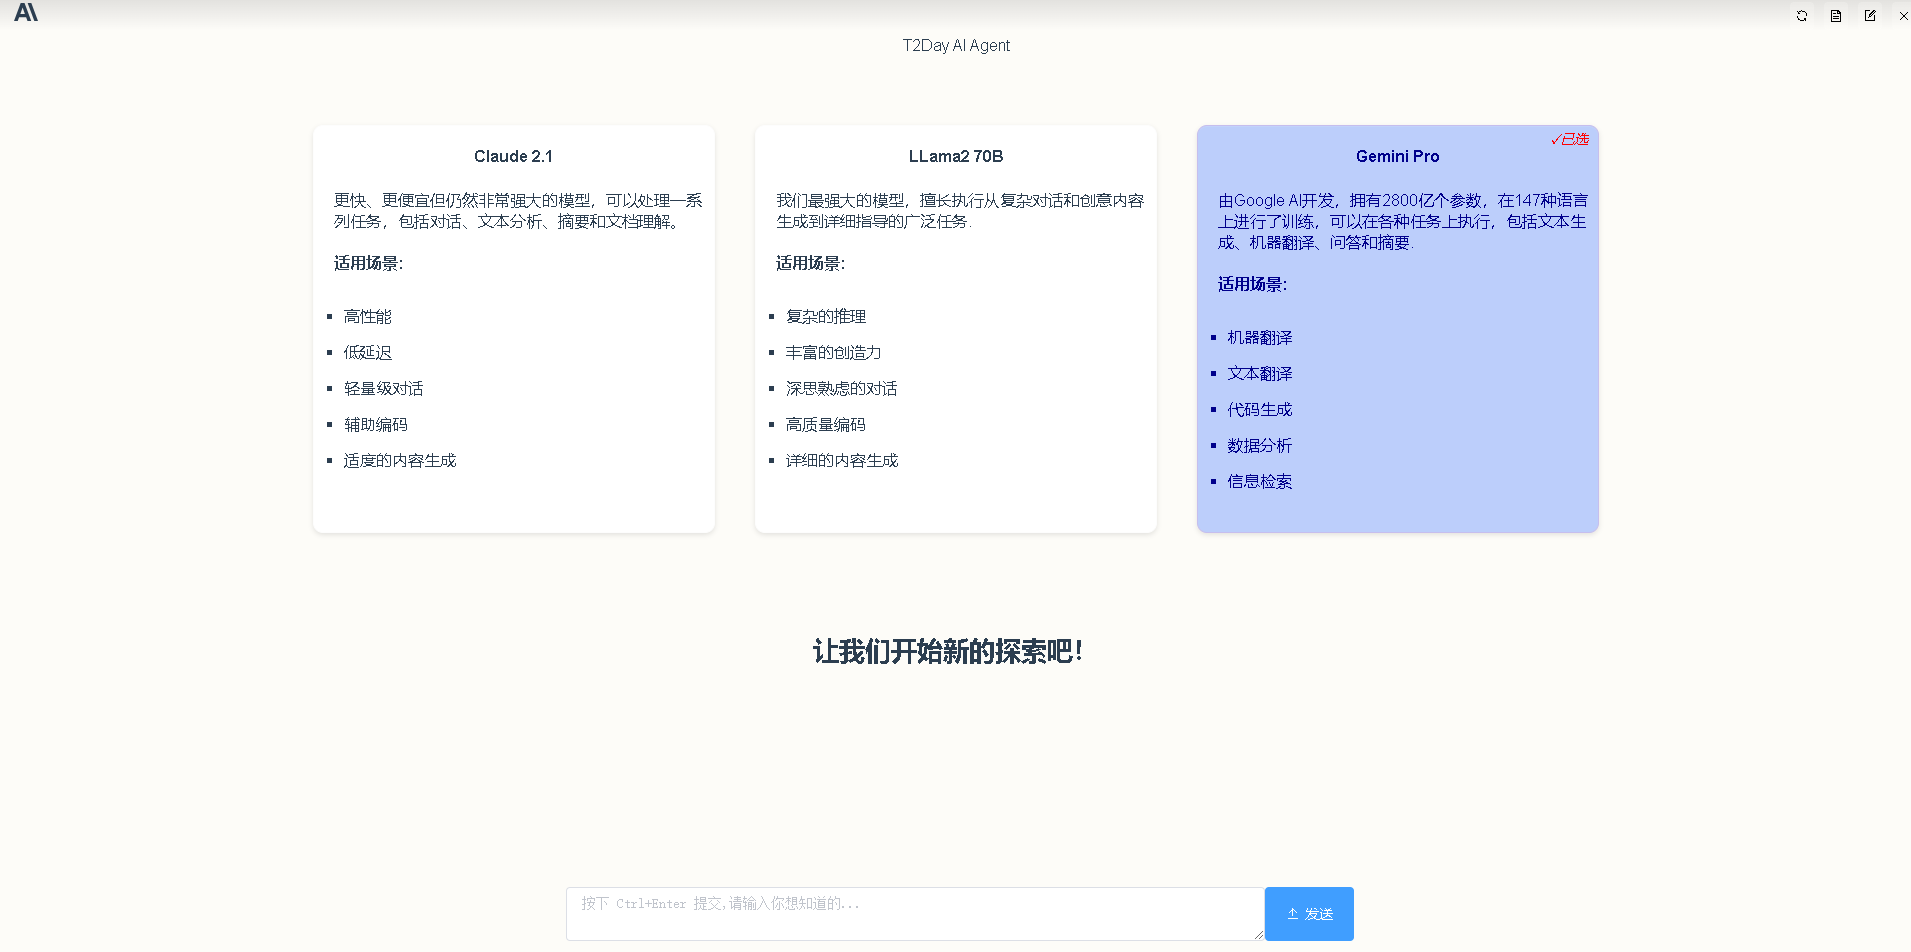 A\
T2Day AI Agent
Claude 2.1
更快、更便宜但仍然非常强大的模型，可以处理一系
列任务，包括对话、文本分析、摘要和文档理解。
适用场景：
高性能
低延迟
轻量级对话
辅助编码
适度的内容生成
LLama2 70B
我们最强大的模型，擅长执行从复杂对话和创意内容
生成到详细指导的广泛任务.
适用场景：
复杂的推理
丰富的创造力
深思熟虑的对话
高质量编码
详细的内容生成
✓已选
Gemini Pro
由Google AI开发，拥有2800亿个参数，在147种语言
上进行了训练，可以在各种任务上执行，包括文本生
成、机器翻译、问答和摘要.
适用场景：
机器翻译
文本翻译
代码生成
数据分析
信息检索
让我们开始新的探索吧！
按下 Ctrl+Enter 提交,请输入你想知道的...
发送